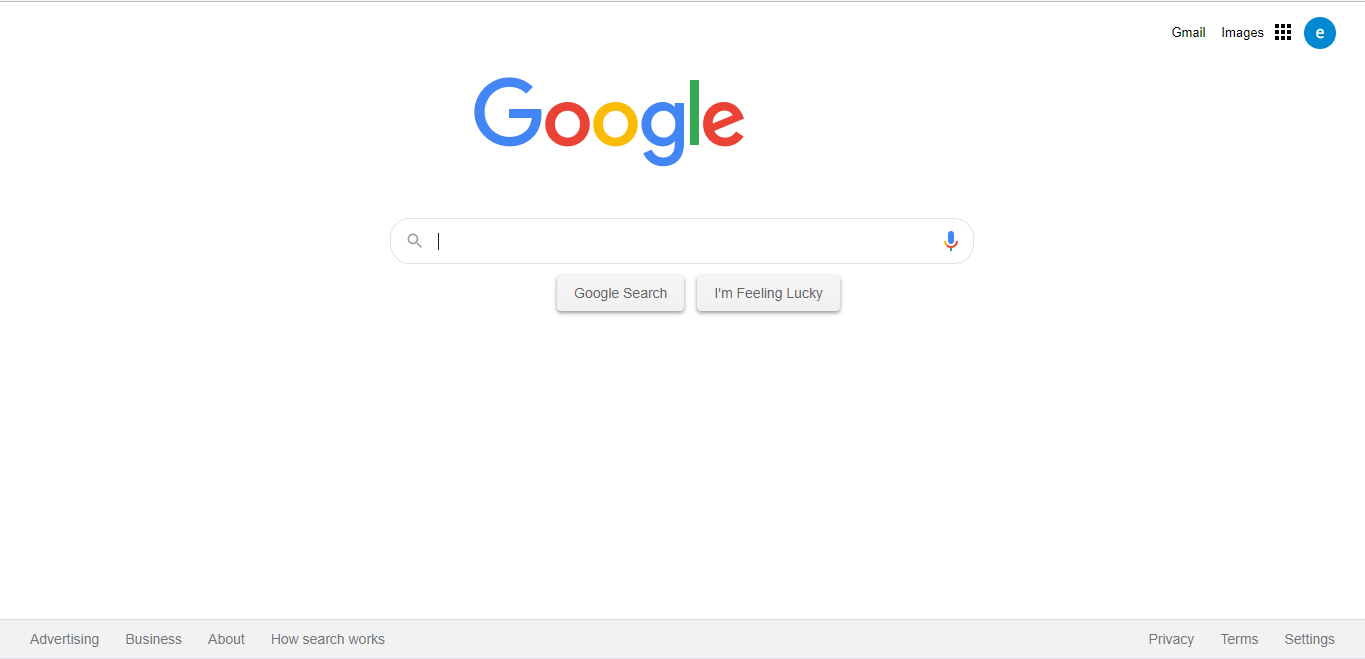 Gmail Images e
Google
Google Search I'm Feeling Lucky
Advertising Business About How search works Privacy Terms Settings